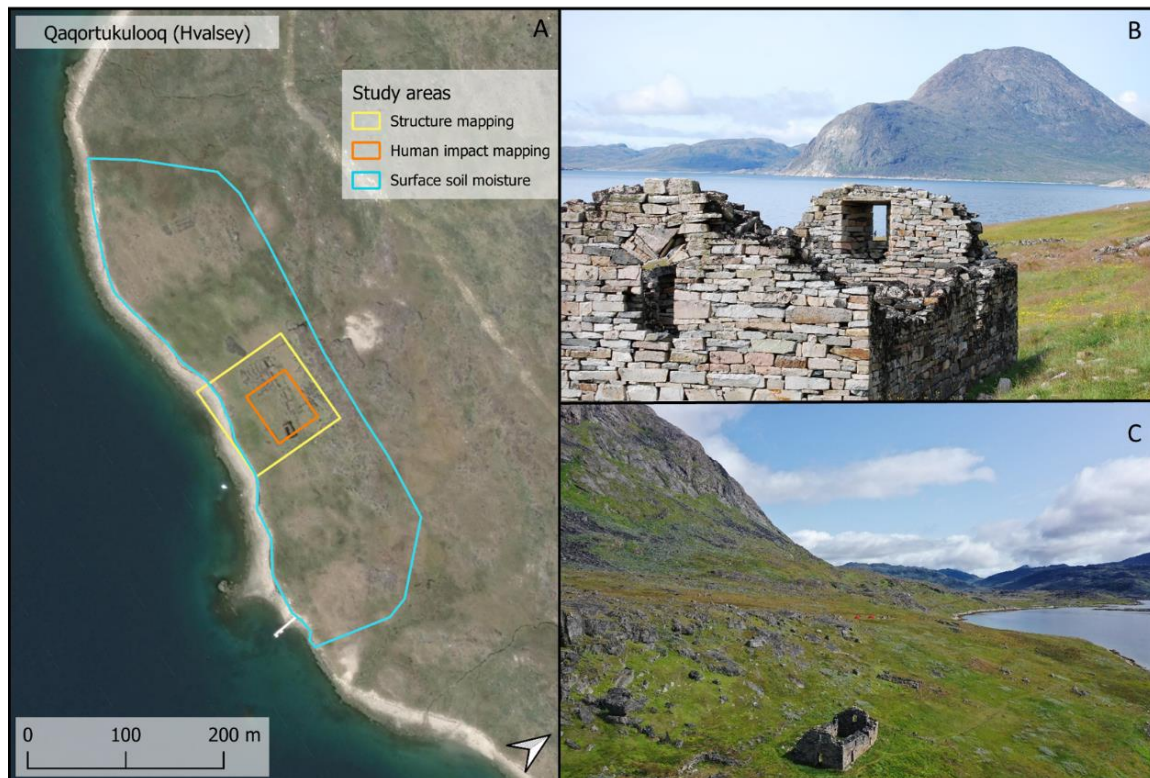 Qaqortukulooq (Hvalsey)
A
Study areas
Structure mapping
Human impact mapping
Surface soil moisture
0 100 200 m
B
C